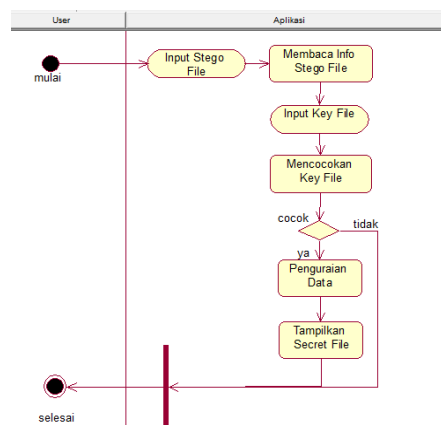 User
Aplikasi
mulai
Input Stego
File
Membaca Info
Stego File
Input Key File
Mencocokan
Key File
cocok
tidak
ya
Penguraian
Data
Tampilkan
Secret File
selesai